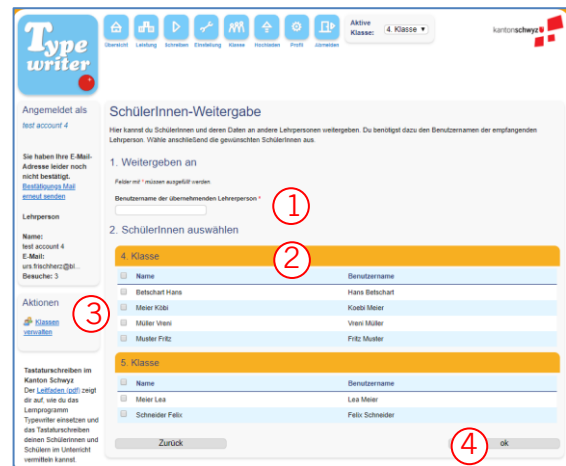 Type
writer
Übersicht Leistung Schreiben Einstellung Klasse Hochladen Profil Abmelden
Aktive
Klasse: 4. Klasse
kantonschwyz
Angemeldet als
test account 4
Sie haben Ihre E-Mail-
Adresse leider noch
nicht bestätigt.
Bestätigungs Mail
erneut senden
Lehrperson
Name:
test account 4
E-Mail:
urs.frischherz@bl...
Besuche: 3
Aktionen
3
Klassen
verwalten
Tastaturschreiben im
Kanton Schwyz
Der Leitfaden (pdf) zeigt
dir auf, wie du das
Lernprogramm
Typewriter einsetzen und
das Tastaturschreiben
deinen Schülerinnen und
Schülern im Unterricht
vermitteln kannst.
SchülerInnen-Weitergabe
Hier kannst du SchülerInnen und deren Daten an andere Lehrpersonen weitergeben. Du benötigst dazu den Benutzernamen der empfangenden
Lehrperson. Wähle anschließend die gewünschten SchülerInnen aus.
1. Weitergeben an
Felder mit * müssen ausgefüllt werden.
Benutzername der übernehmenden Lehrerperson *
1
2. SchülerInnen auswählen
4. Klasse
2
Name Benutzername
Betschart Hans Hans Betschart
Meier Köbi Koebi Meier
Müller Vreni Vreni Müller
Muster Fritz Fritz Muster
5. Klasse
Name Benutzername
Meier Lea Lea Meier
Schneider Felix Felix Schneider
Zurück 4 ok